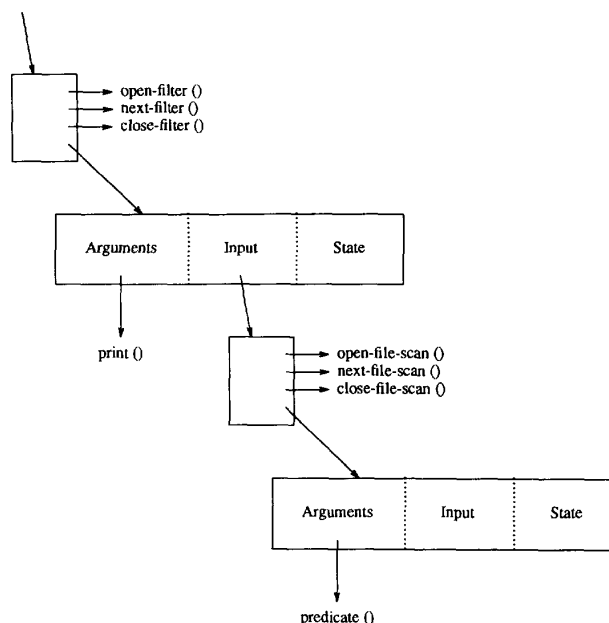 open-filter ()
next-filter ()
close-filter ()
Arguments Input State
print ()
open-file-scan ()
next-file-scan ()
close-file-scan ()
Arguments Input State
predicate ()